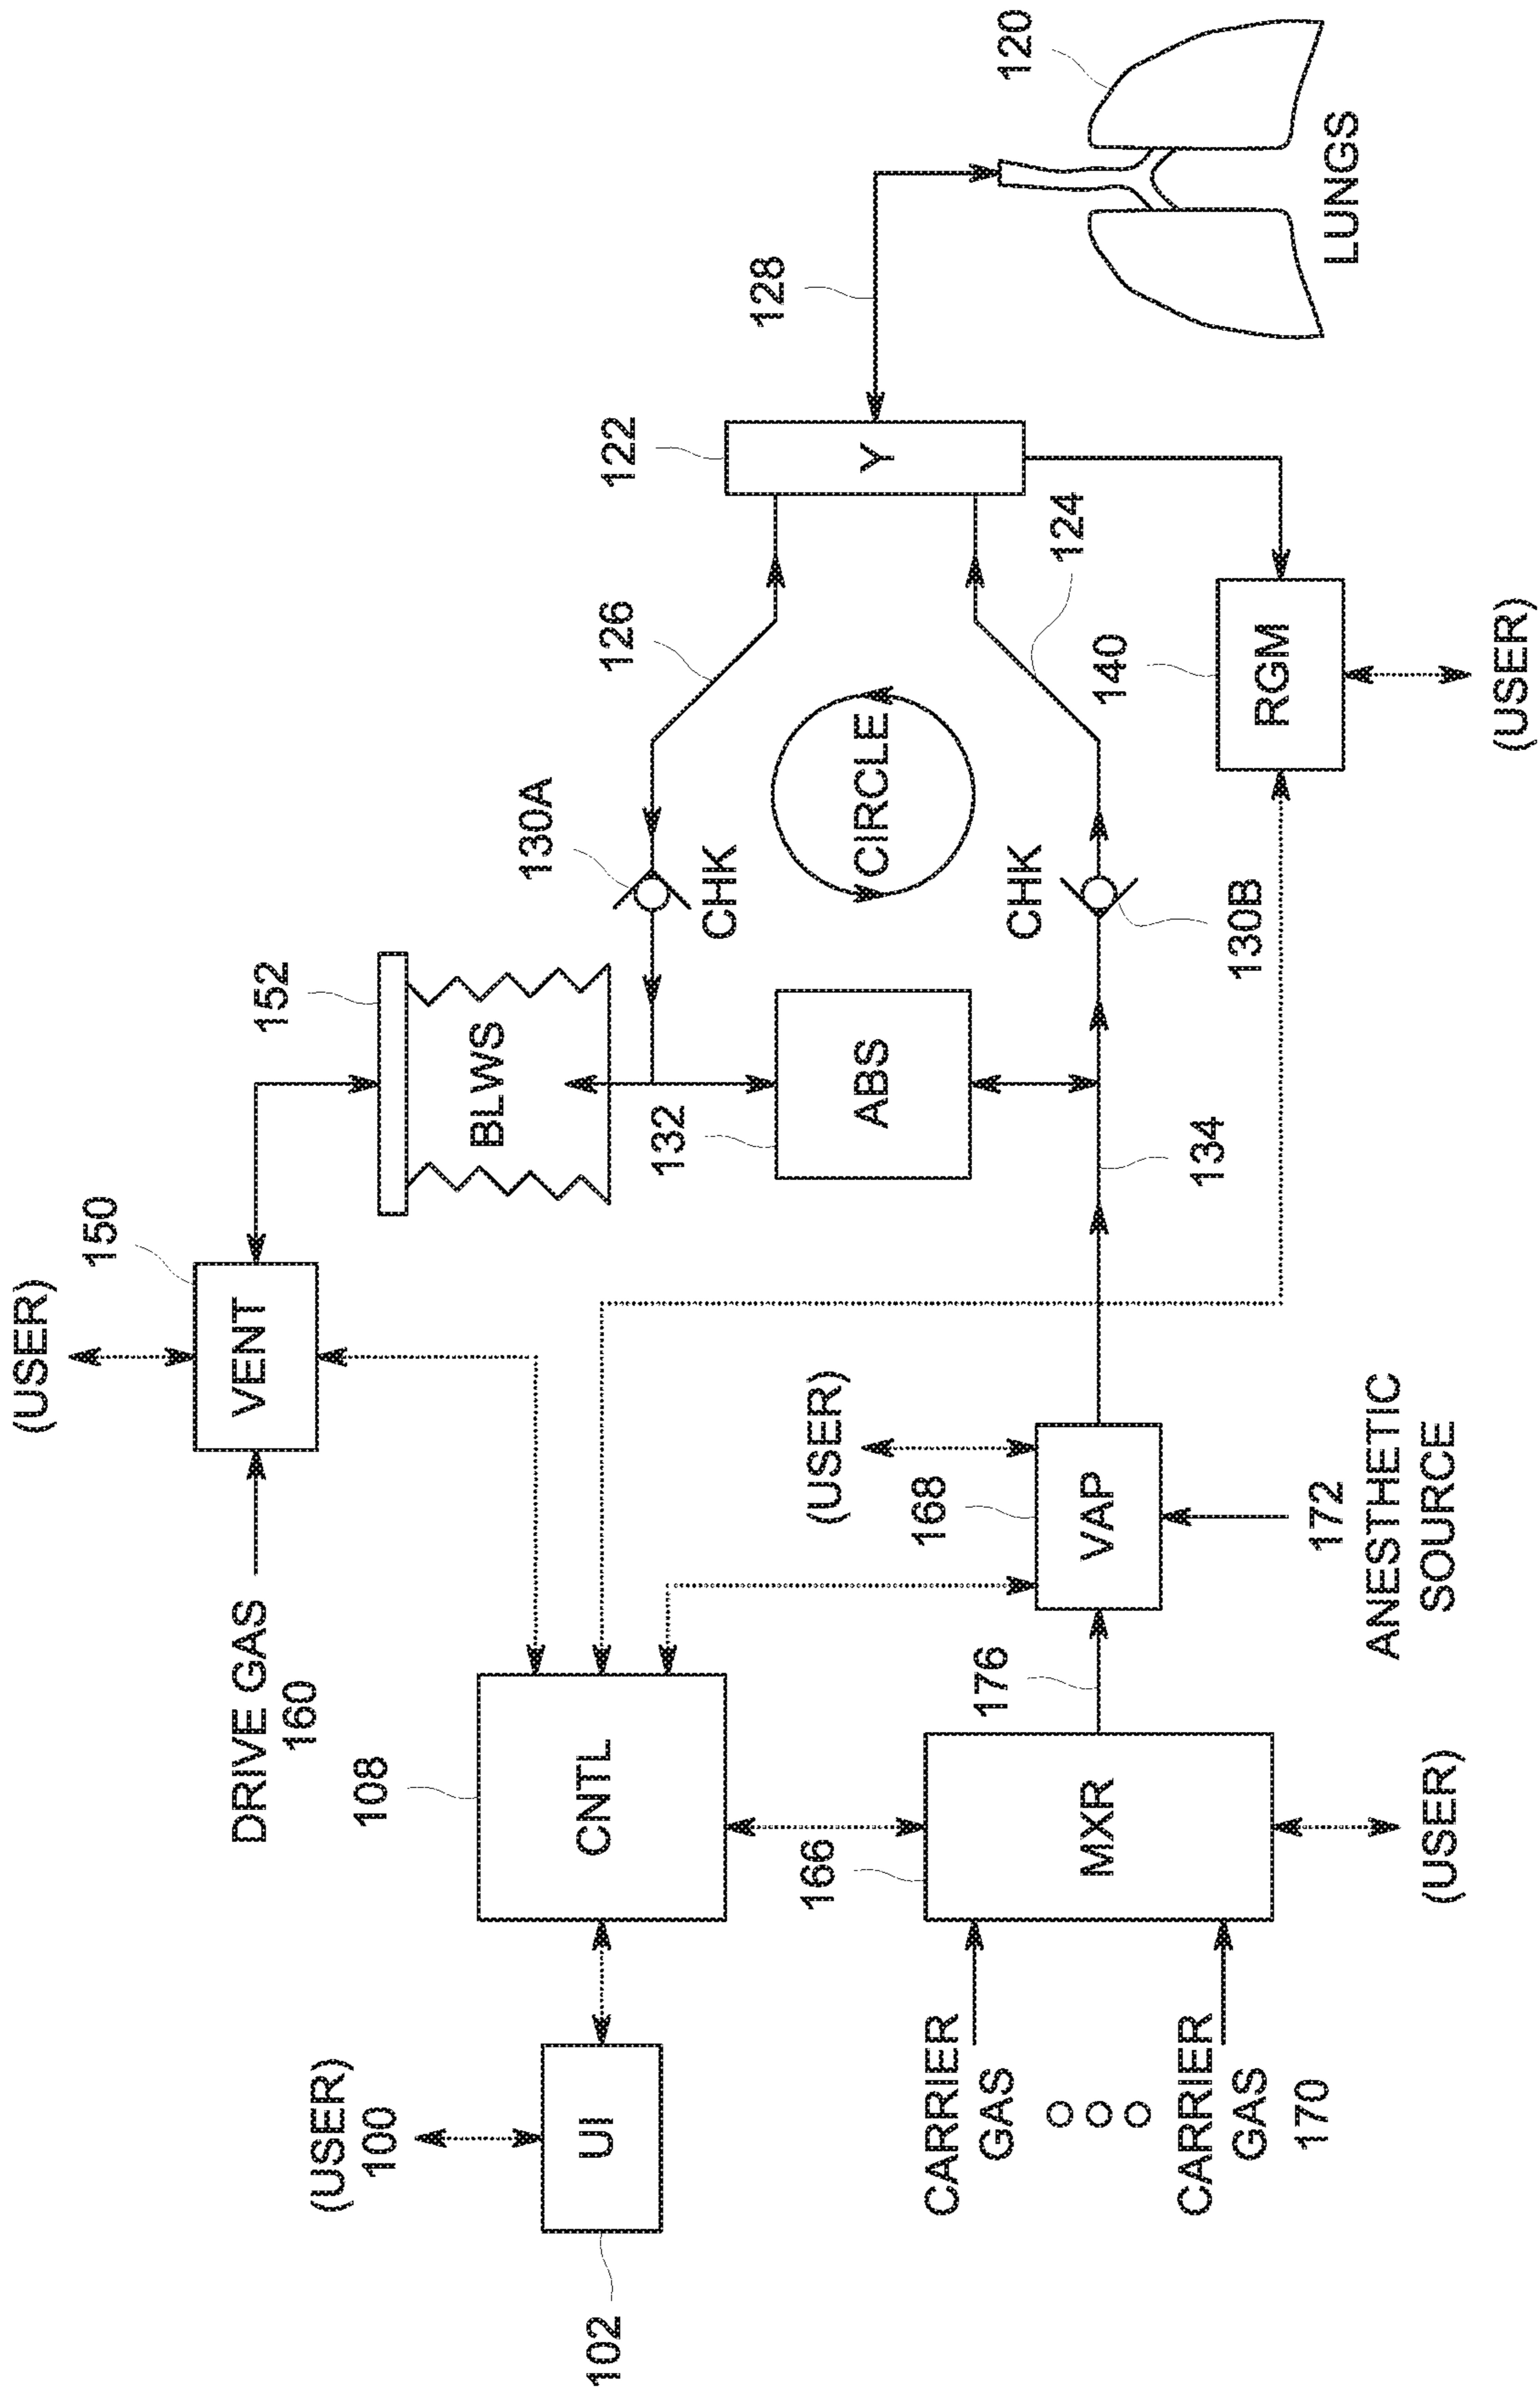 (USER)
100
UI
102
DRIVE GAS
160
108
CNTL
(USER)
150
VENT
152
BLWS
130A
CHK
126
122
Y
128
120
LUNGS
132
ABS
CIRCLE
CHK
130B
124
134
140
RGM
(USER)
(USER)
168
VAP
172
ANESTHETIC
SOURCE
176
166
MXR
(USER)
CARRIER
GAS
CARRIER
GAS
170